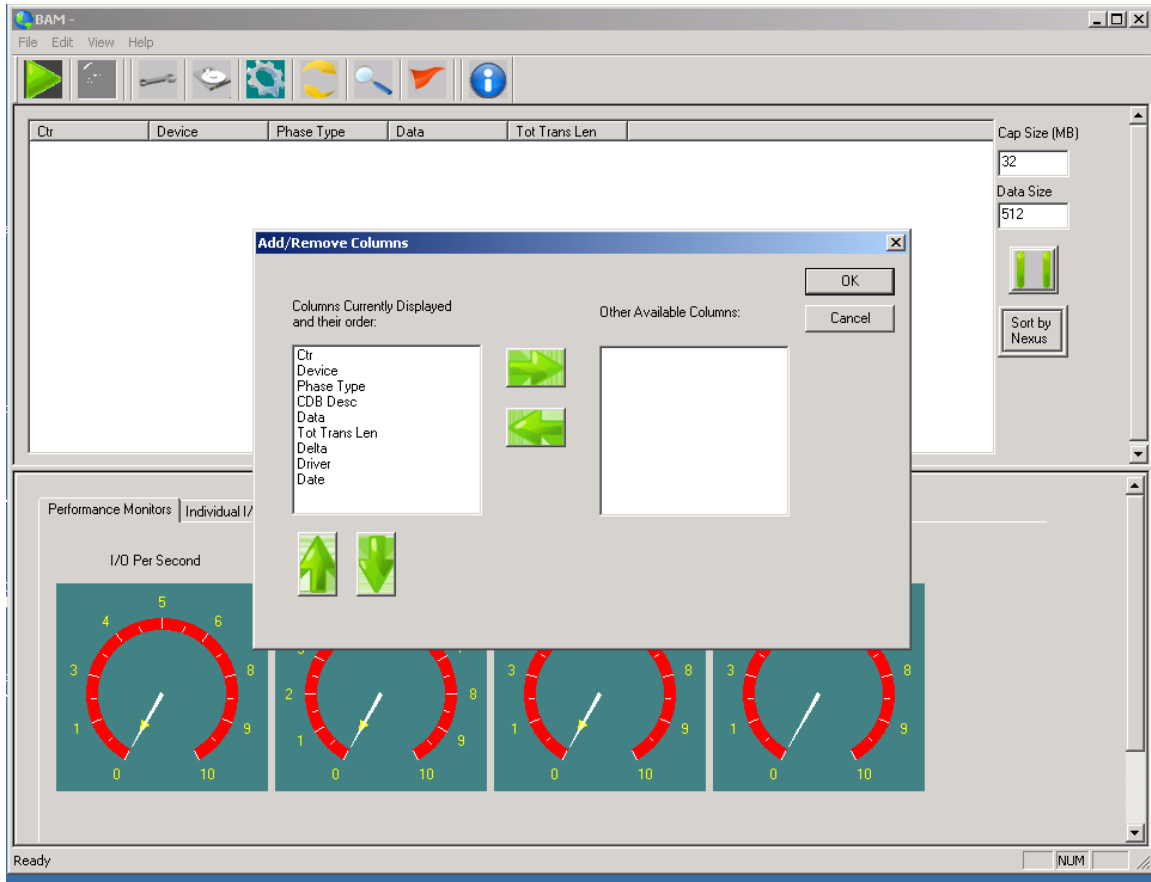 BAM -
File Edit View Help
Ctr Device Phase Type Data Tot Trans Len
Cap Size (MB)
32
Data Size
512
Sort by
Nexus
Add/Remove Columns
OK
Cancel
Columns Currently Displayed
and their order:
Other Available Columns:
Ctr
Device
Phase Type
CDB Desc
Data
Tot Trans Len
Delta
Driver
Date
Performance Monitors Individual I/
I/O Per Second
0 1 3 4 5 6 8 9 10
0 1 2 8 9 10
0 1 3 8 9 10
0 1 3 8 9 10
Ready
NUM